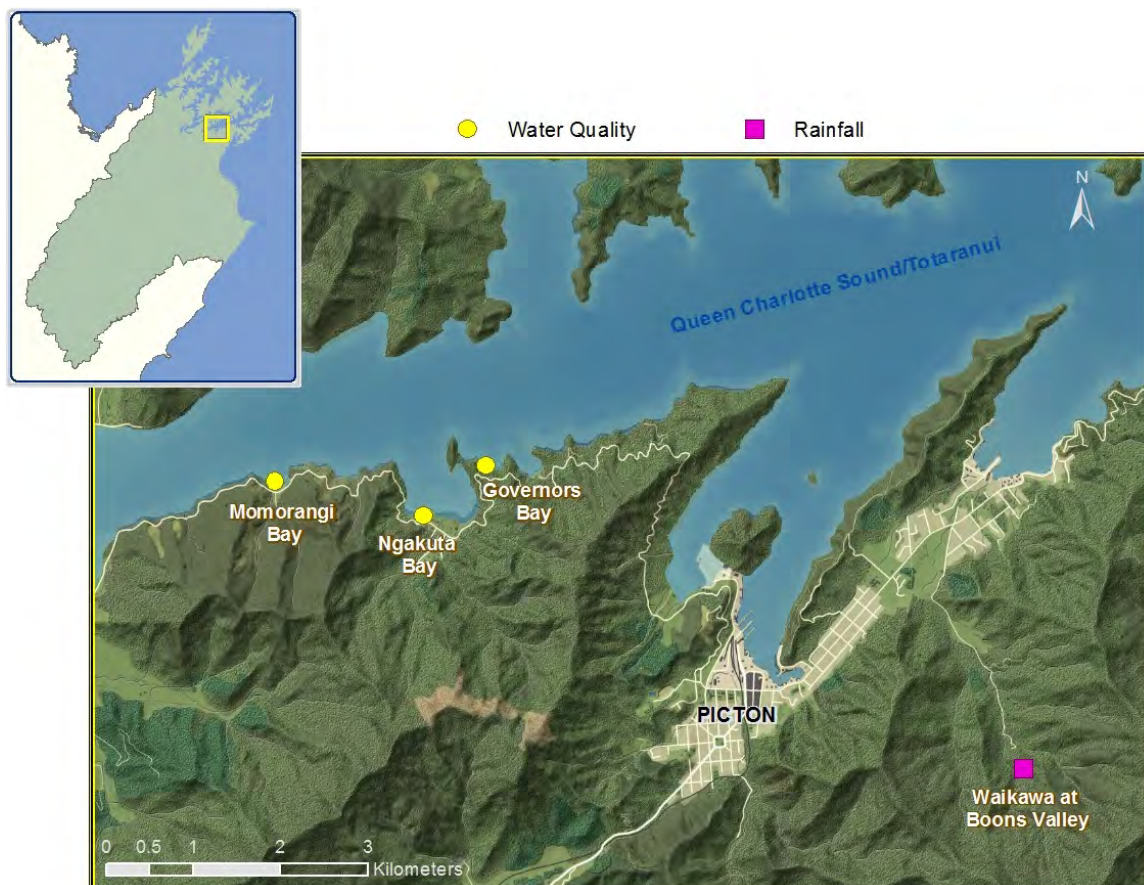 Water Quality
Rainfall
N
Queen Charlotte Sound/Totaranui
Governors
Bay
Momorangi
Bay
Ngakuta
Bay
PICTON
Waikawa at
Boons Valley
0 0.5 1 2 3
Kilometers